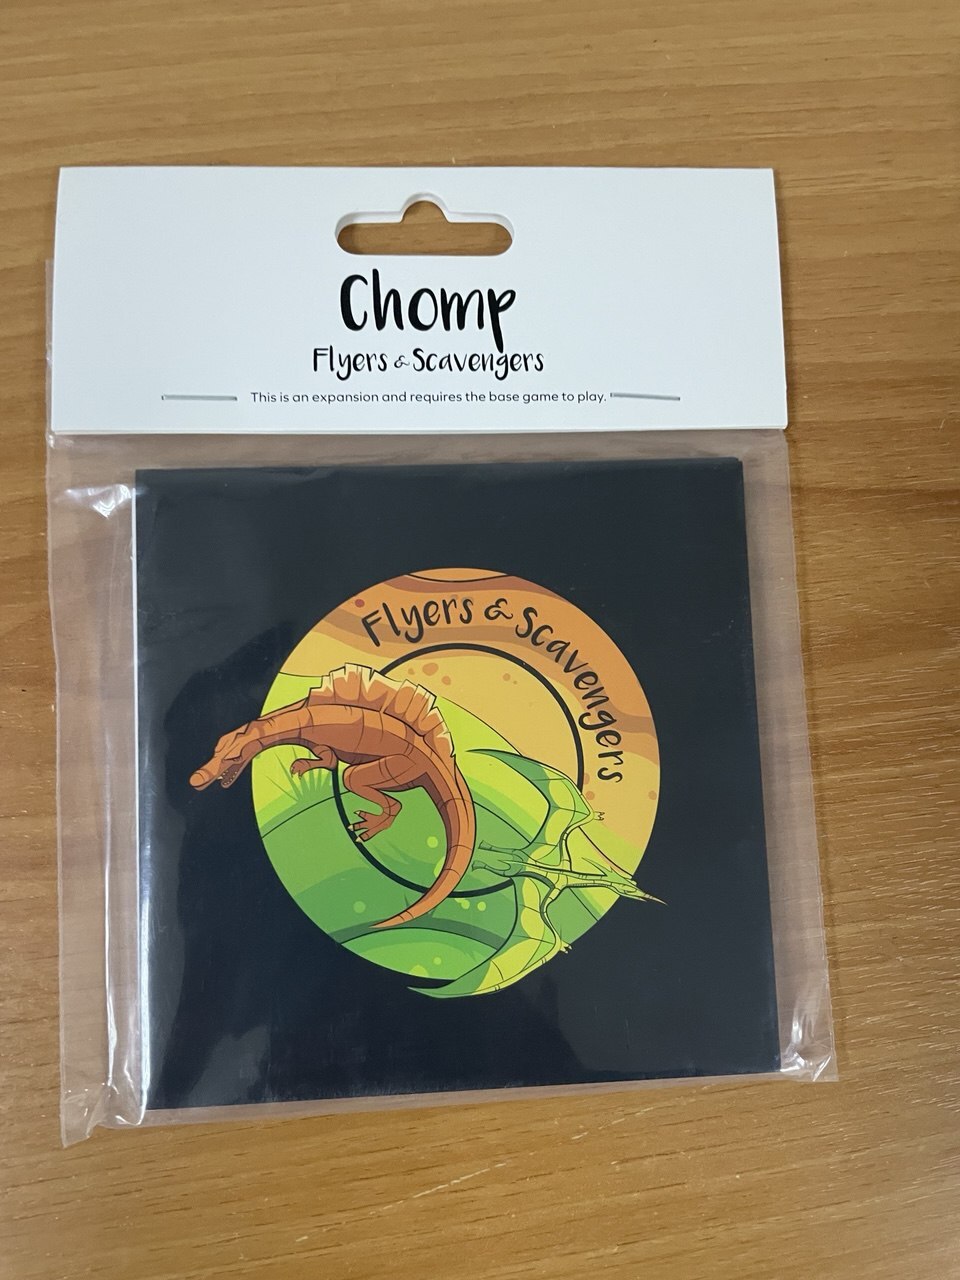 Chomp
Flyers & Scavengers
This is an expansion and requires the base game to play.
Flyers & Scavengers